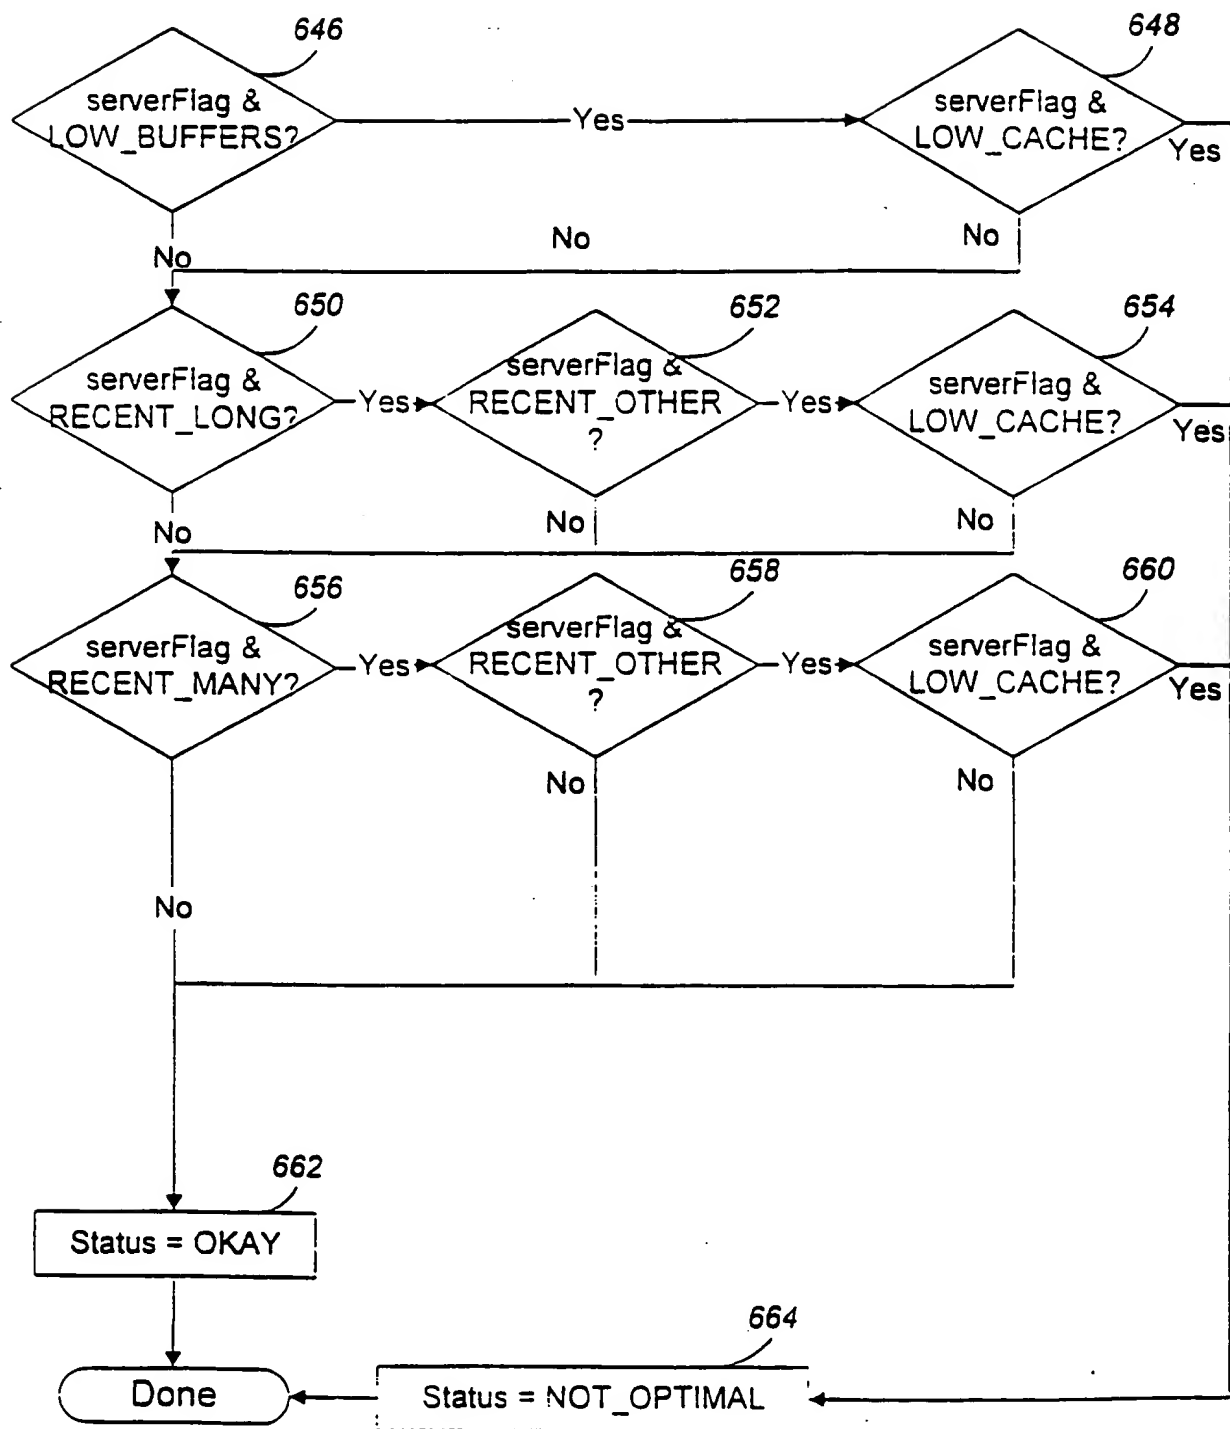 646
serverFlag &
LOW_BUFFERS?
Yes
648
serverFlag &
LOW_CACHE?
Yes
No
No
No
650
serverFlag &
RECENT_LONG?
Yes
652
serverFlag &
RECENT_OTHER
?
Yes
654
serverFlag &
LOW_CACHE?
Yes
No
No
No
656
serverFlag &
RECENT_MANY?
Yes
658
serverFlag &
RECENT_OTHER
?
Yes
660
serverFlag &
LOW_CACHE?
Yes
No
No
No
662
Status = OKAY
664
Done
Status = NOT_OPTIMAL